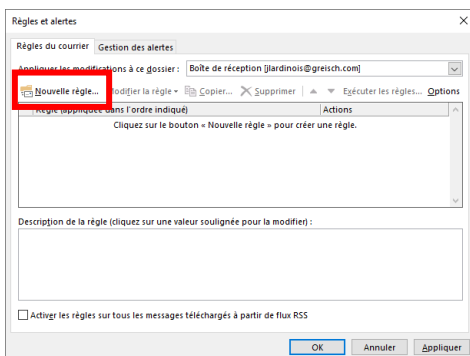 Règles et alertes
Règles du courrier Gestion des alertes
Appliquer les modifications à ce dossier : Boîte de réception [jlardinois@greisch.com]
Nouvelle règle... Modifier la règle Copier... Supprimer Exécuter les règles... Options
Règle (appliquée dans l'ordre indiqué) Actions
Cliquez sur le bouton « Nouvelle règle » pour créer une règle.
Description de la règle (cliquez sur une valeur soulignée pour la modifier) :
Activer les règles sur tous les messages téléchargés à partir de flux RSS
OK Annuler Appliquer